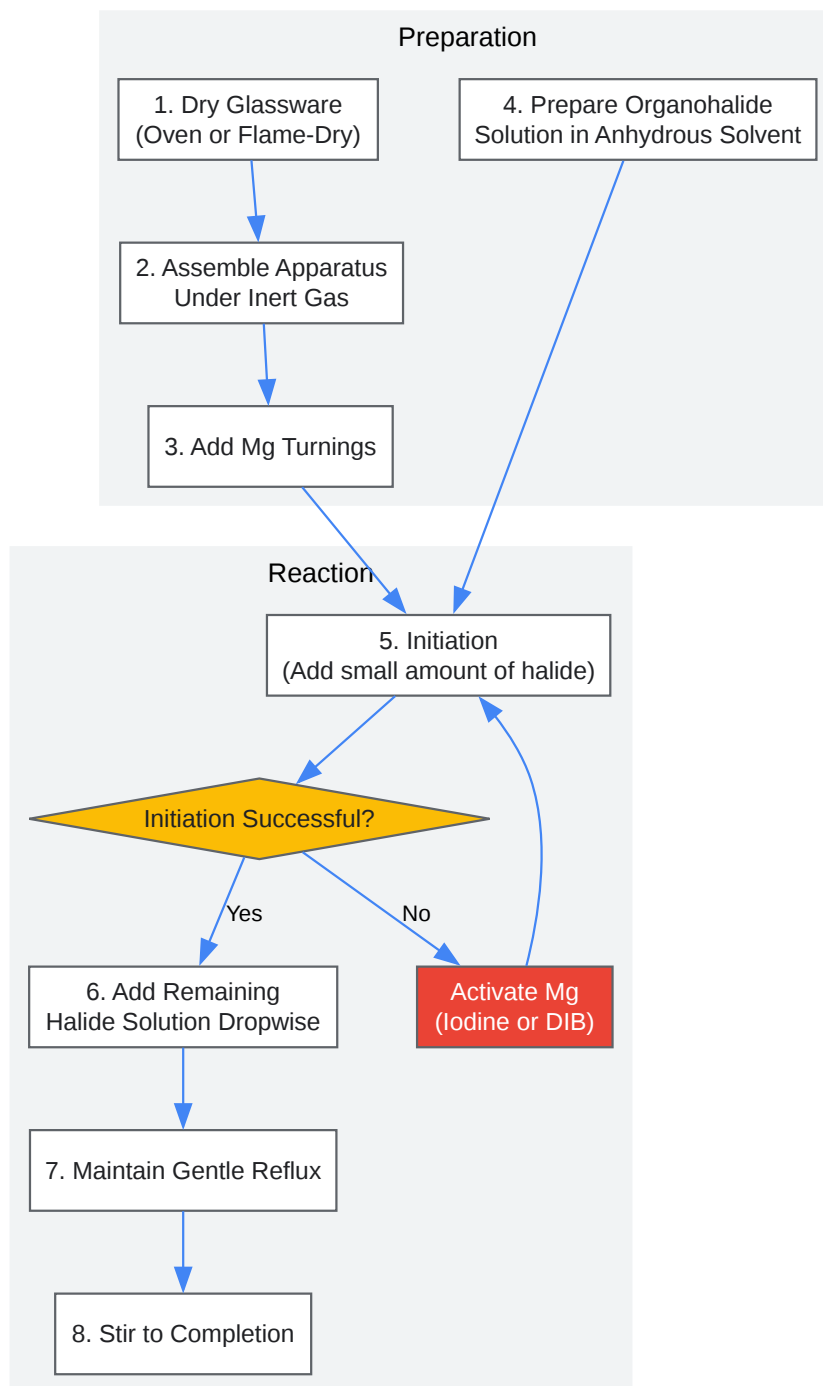 Preparation
1. Dry Glassware
(Oven or Flame-Dry)
4. Prepare Organohalide
Solution in Anhydrous Solvent
2. Assemble Apparatus
Under Inert Gas
3. Add Mg Turnings
Reaction
5. Initiation
(Add small amount of halide)
Initiation Successful?
Yes
No
6. Add Remaining
Halide Solution Dropwise
Activate Mg
(Iodine or DIB)
7. Maintain Gentle Reflux
8. Stir to Completion